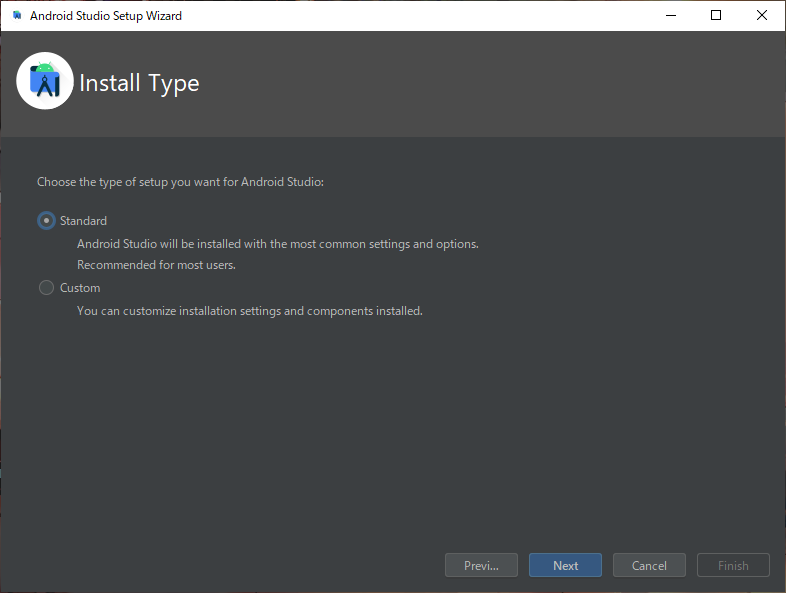 Android Studio Setup Wizard
Install Type
Choose the type of setup you want for Android Studio:
Standard
Android Studio will be installed with the most common settings and options.
Recommended for most users.
Custom
You can customize installation settings and components installed.
Previ... Next Cancel Finish